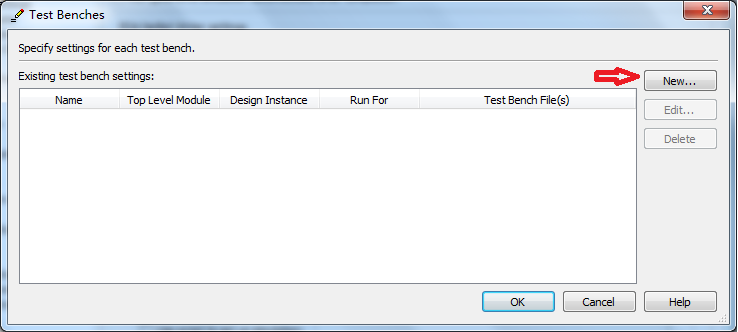 Test Benches
Specify settings for each test bench.
Existing test bench settings:
Name Top Level Module Design Instance Run For Test Bench File(s)
New...
Edit...
Delete
OK Cancel Help